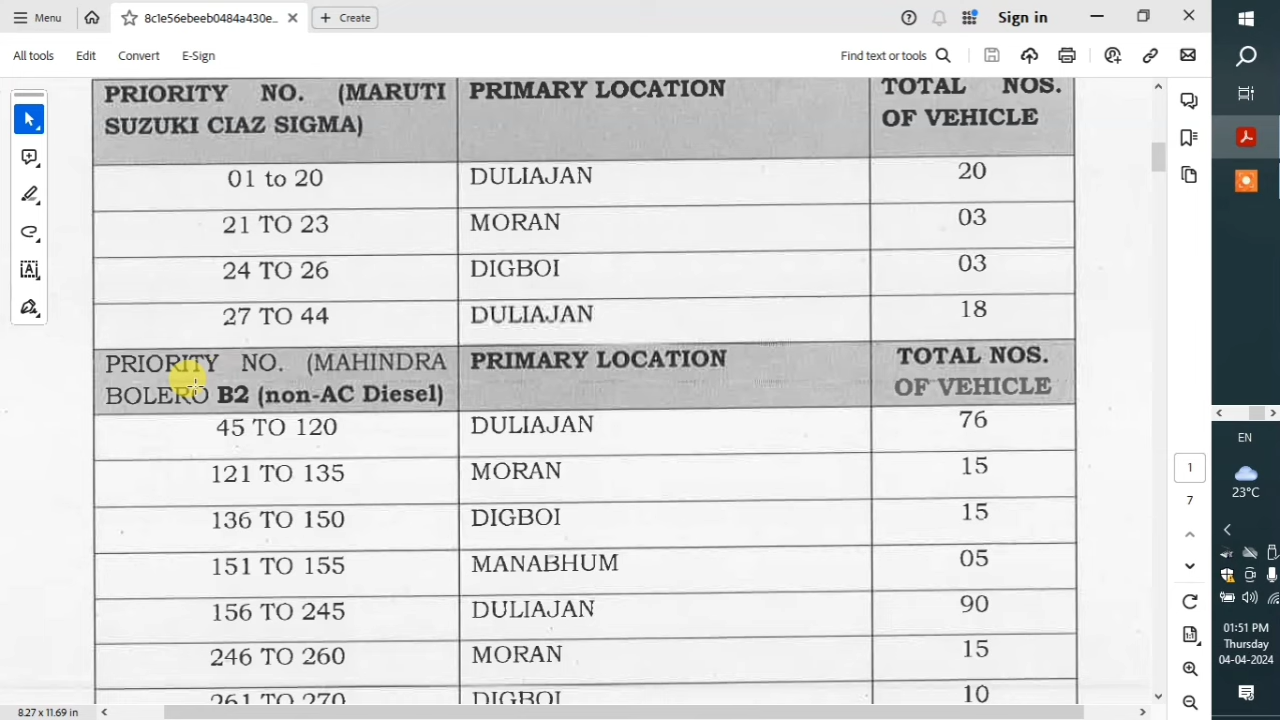 Menu
8c1e56ebeeb0484a430e...
Create
Sign in
All tools
Edit
Convert
E-Sign
Find text or tools
PRIORITY NO. (MARUTI SUZUKI CIAZ SIGMA) PRIMARY LOCATION TOTAL NOS. OF VEHICLE
01 to 20 DULIAJAN 20
21 TO 23 MORAN 03
24 TO 26 DIGBOI 03
27 TO 44 DULIAJAN 18
PRIORITY NO. (MAHINDRA BOLERO B2 (non-AC Diesel) PRIMARY LOCATION TOTAL NOS. OF VEHICLE
45 TO 120 DULIAJAN 76
121 TO 135 MORAN 15
136 TO 150 DIGBOI 15
151 TO 155 MANABHUM 05
156 TO 245 DULIAJAN 90
246 TO 260 MORAN 15
261 TO 270 DIGBOI 10
8.27 x 11.69 in
1
7
EN
23°C
01:51 PM
Thursday
04-04-2024